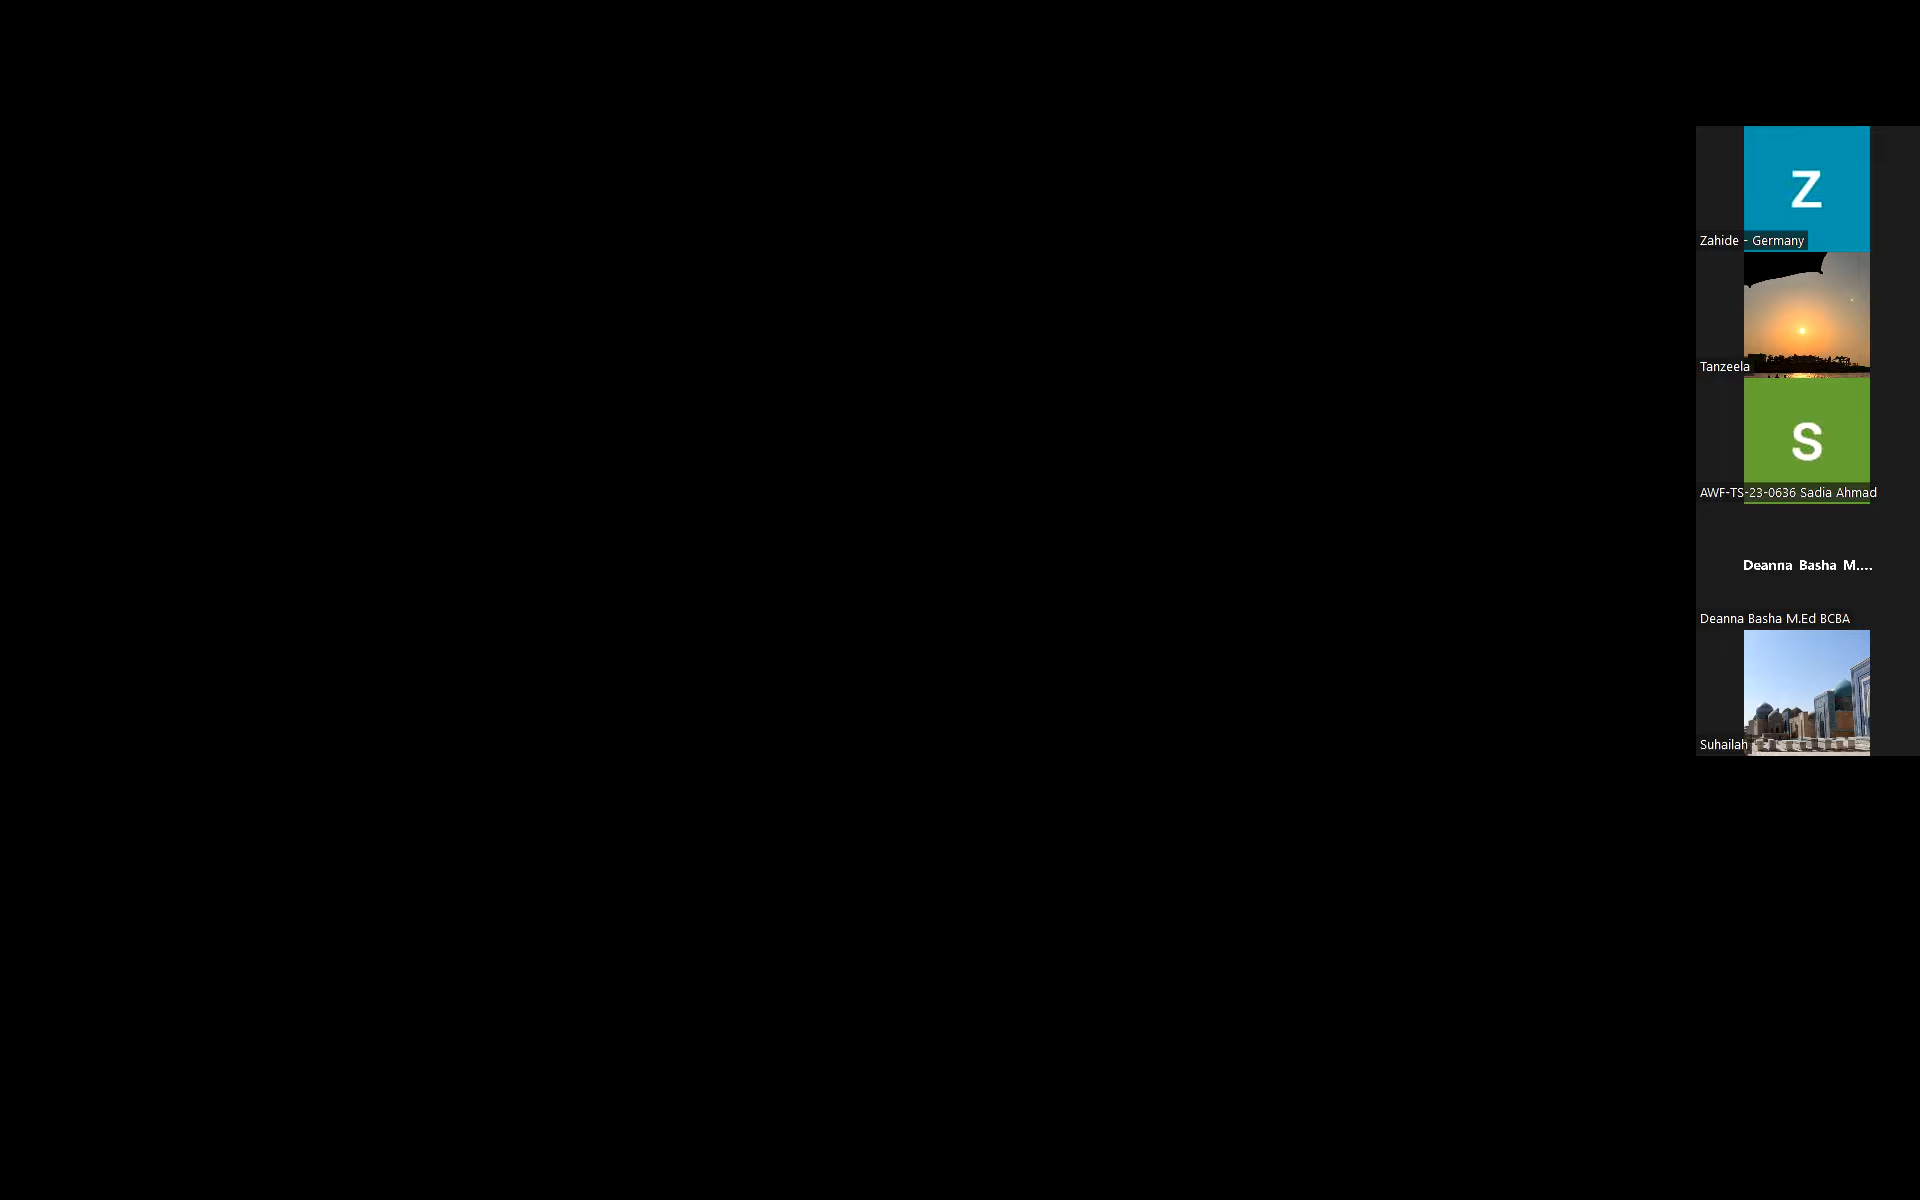 Z
Zahide - Germany
Tanzeela
S
AWF-TS-23-0636 Sadia Ahmad
Deanna Basha M....
Deanna Basha M.Ed BCBA
Suhailah